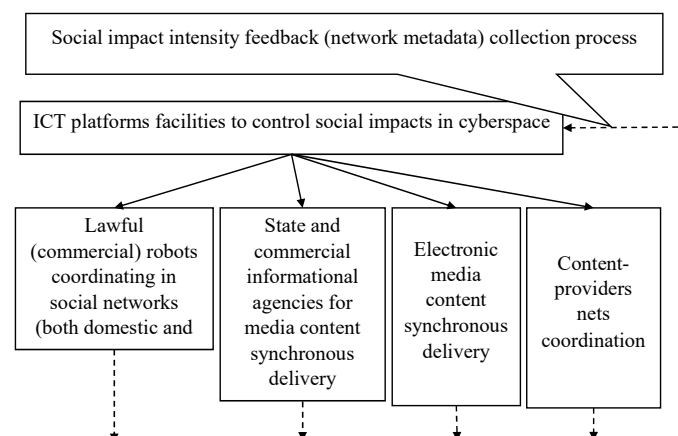 Social impact intensity feedback (network metadata) collection process
ICT platforms facilities to control social impacts in cyberspace
Lawful
(commercial) robots
coordinating in
social networks
(both domestic and
State and
commercial
informational
agencies for
media content
synchronous
delivery
Electronic
media
content
synchronous
delivery
Content-
providers
nets
coordination